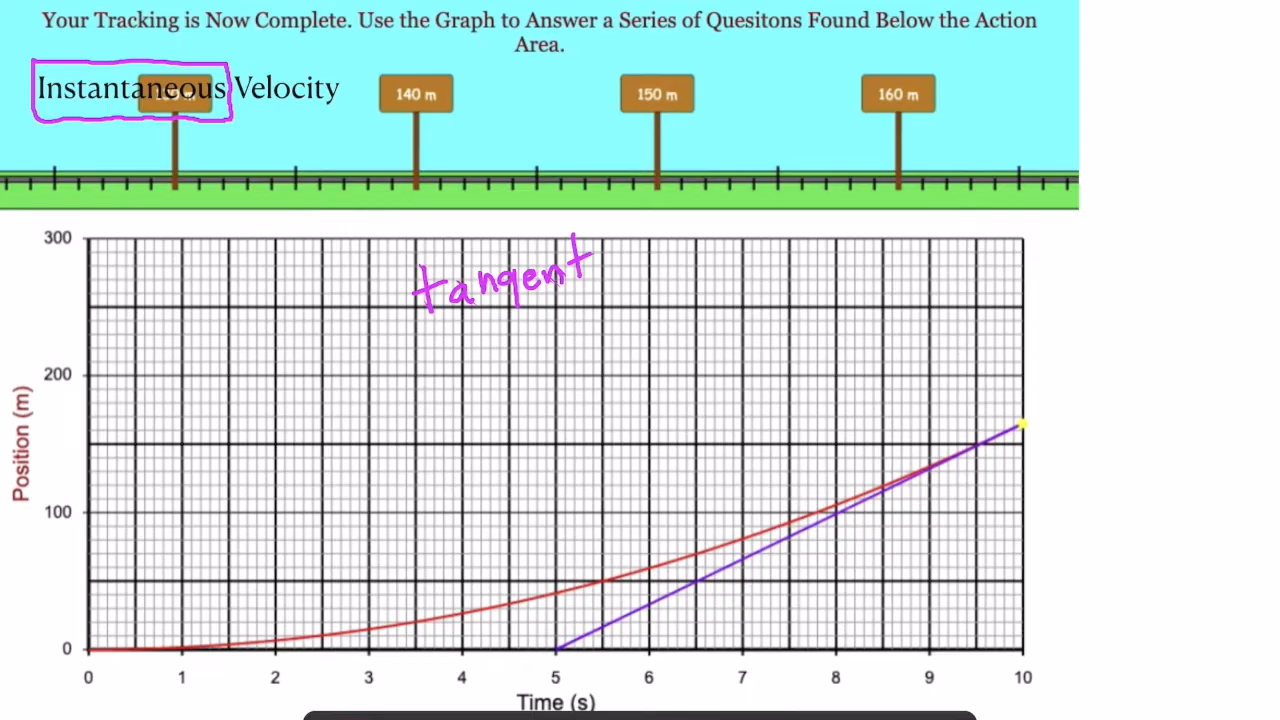 Your Tracking is Now Complete. Use the Graph to Answer a Series of Quesitons Found Below the Action
Area.
Instantaneous Velocity
140 m
150 m
160 m
tangent
300
200
100
0
Position (m)
0 1 2 3 4 5 6 7 8 9 10
Time (s)